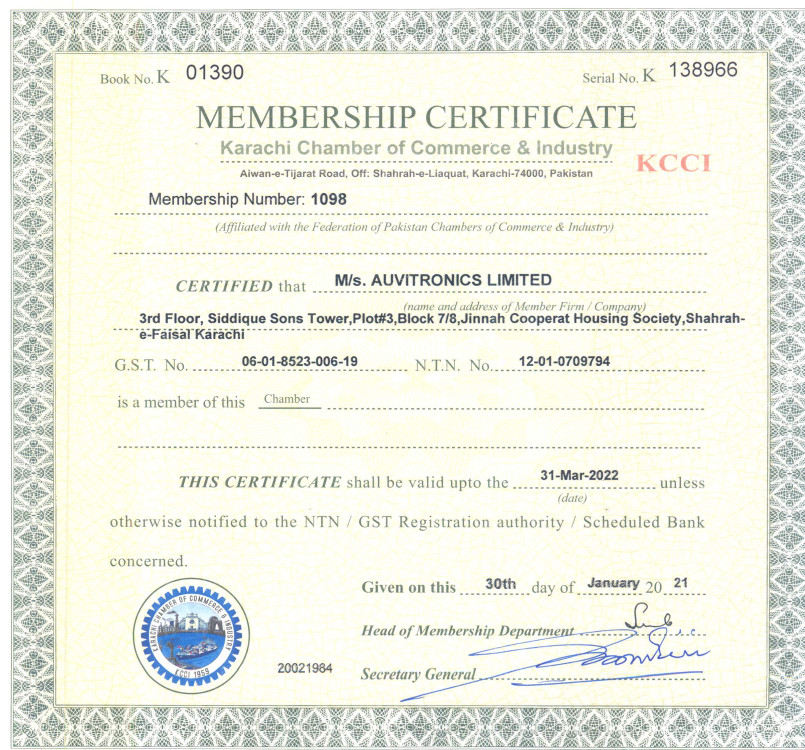 Book No. K 01390
Serial No. K 138966
MEMBERSHIP CERTIFICATE
Karachi Chamber of Commerce & Industry
KCCI
Aiwan-e-Tijarat Road, Off: Shahrah-e-Liaquat, Karachi-74000, Pakistan
Membership Number: 1098
(Affiliated with the Federation of Pakistan Chambers of Commerce & Industry)
CERTIFIED that M/s. AUVITRONICS LIMITED
(name and address of Member Firm / Company)
3rd Floor, Siddique Sons Tower,Plot#3,Block 7/8,Jinnah Cooperat Housing Society,Shahrah-
e-Faisal Karachi
G.S.T. No. 06-01-8523-006-19 N.T.N. No. 12-01-0709794
is a member of this Chamber
THIS CERTIFICATE shall be valid upto the 31-Mar-2022 unless
(date)
otherwise notified to the NTN / GST Registration authority / Scheduled Bank
concerned.
Given on this 30th day of January 20 21
Head of Membership Department
Secretary General
KARACHI CHAMBER OF COMMERCE & INDUSTRY
KCCI 1959
20021984